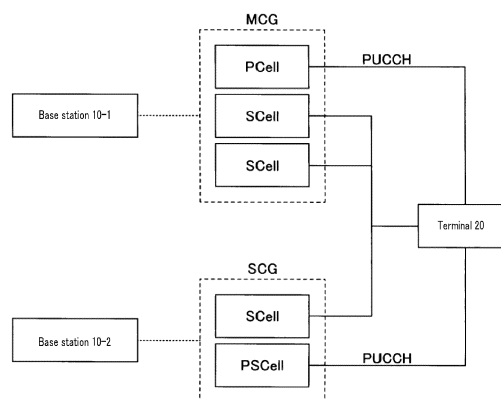 MCG
PCell
PUCCH
Base station 10-1
SCell
SCell
Terminal 20
SCG
SCell
Base station 10-2
PSCell
PUCCH